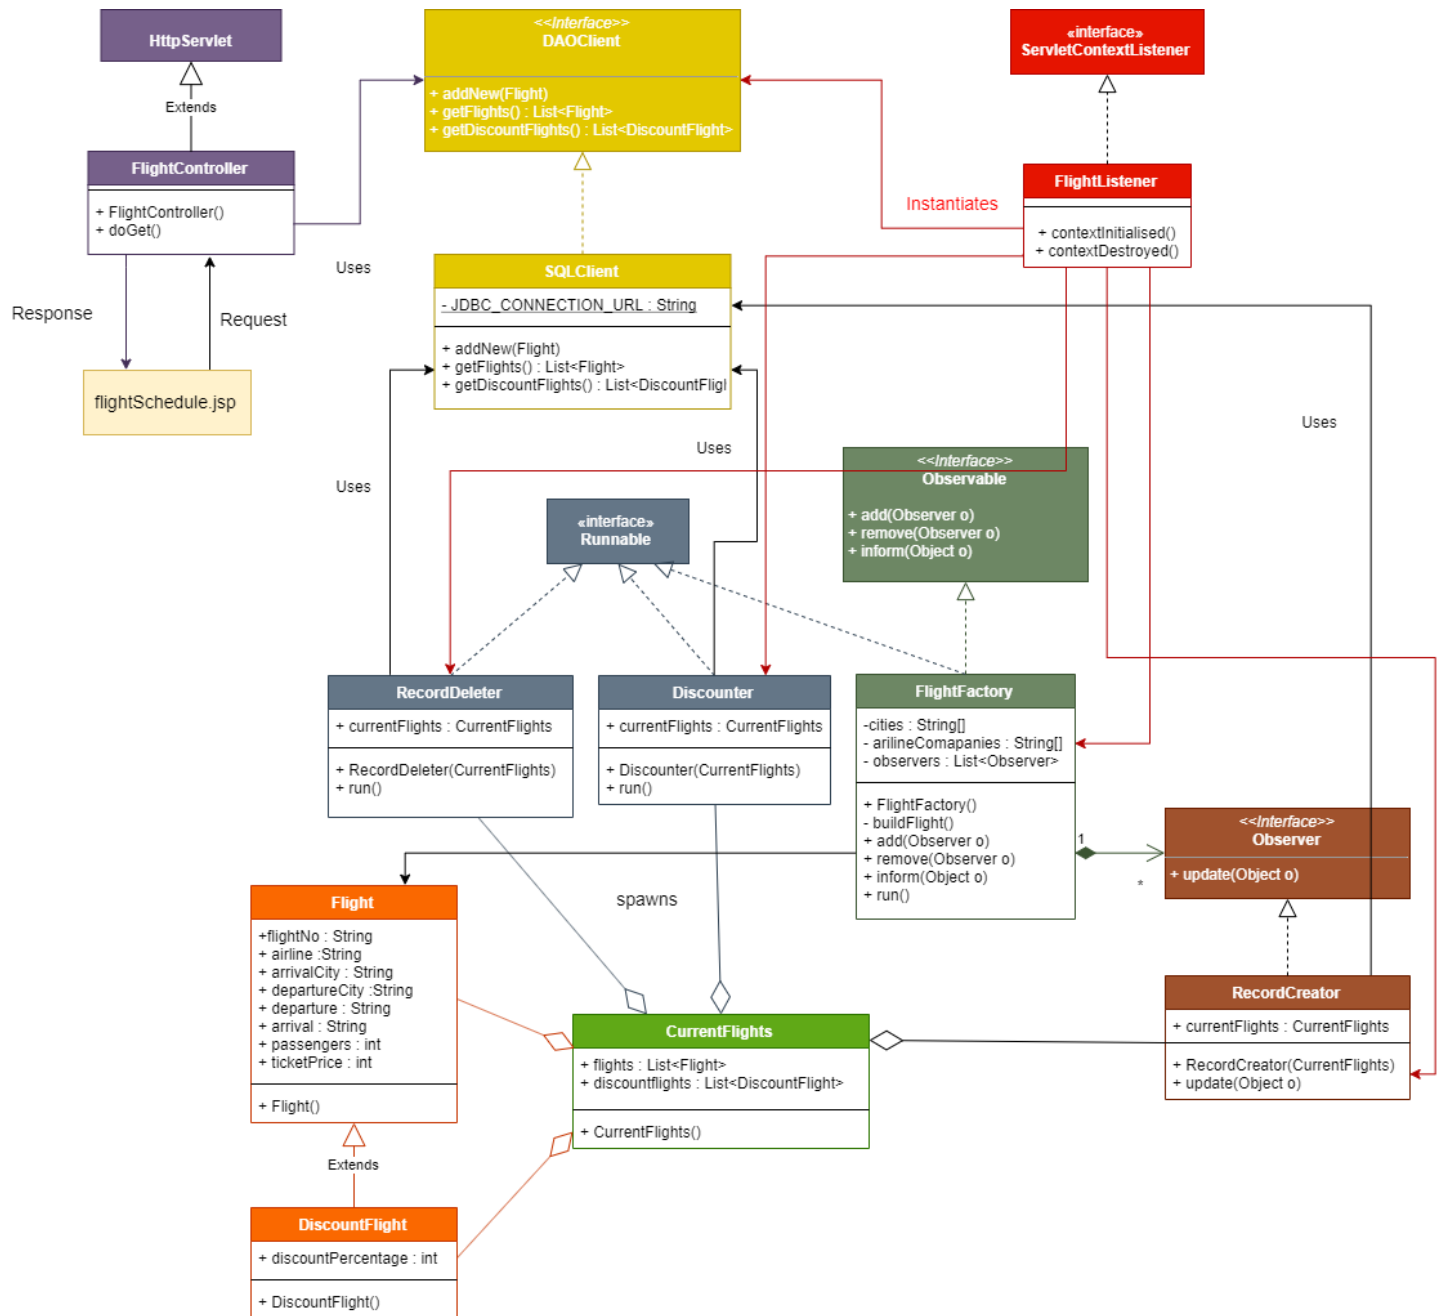 HttpServlet
Extends
FlightController
+ FlightController()
+ doGet()
Response
Request
flightSchedule.jsp
<<Interface>>
DAOClient
+ addNew(Flight)
+ getFlights() : List<Flight>
+ getDiscountFlights() : List<DiscountFlight>
«interface»
ServletContextListener
FlightListener
+ contextInitialised()
+ contextDestroyed()
Instantiates
Uses
SQLClient
- JDBC_CONNECTION_URL : String
+ addNew(Flight)
+ getFlights() : List<Flight>
+ getDiscountFlights() : List<DiscountFligl
Uses
Uses
Uses
«interface»
Runnable
<<Interface>>
Observable
+ add(Observer o)
+ remove(Observer o)
+ inform(Object o)
RecordDeleter
+ currentFlights : CurrentFlights
+ RecordDeleter(CurrentFlights)
+ run()
Discounter
+ currentFlights : CurrentFlights
+ Discounter(CurrentFlights)
+ run()
FlightFactory
-cities : String[]
- arilineComapanies : String[]
- observers : List<Observer>
+ FlightFactory()
- buildFlight()
+ add(Observer o)
+ remove(Observer o)
+ inform(Object o)
+ run()
1
*
<<Interface>>
Observer
+ update(Object o)
spawns
Flight
+flightNo : String
+ airline :String
+ arrivalCity : String
+ departureCity :String
+ departure : String
+ arrival : String
+ passengers : int
+ ticketPrice : int
+ Flight()
Extends
DiscountFlight
+ discountPercentage : int
+ DiscountFlight()
CurrentFlights
+ flights : List<Flight>
+ discountflights : List<DiscountFlight>
+ CurrentFlights()
RecordCreator
+ currentFlights : CurrentFlights
+ RecordCreator(CurrentFlights)
+ update(Object o)